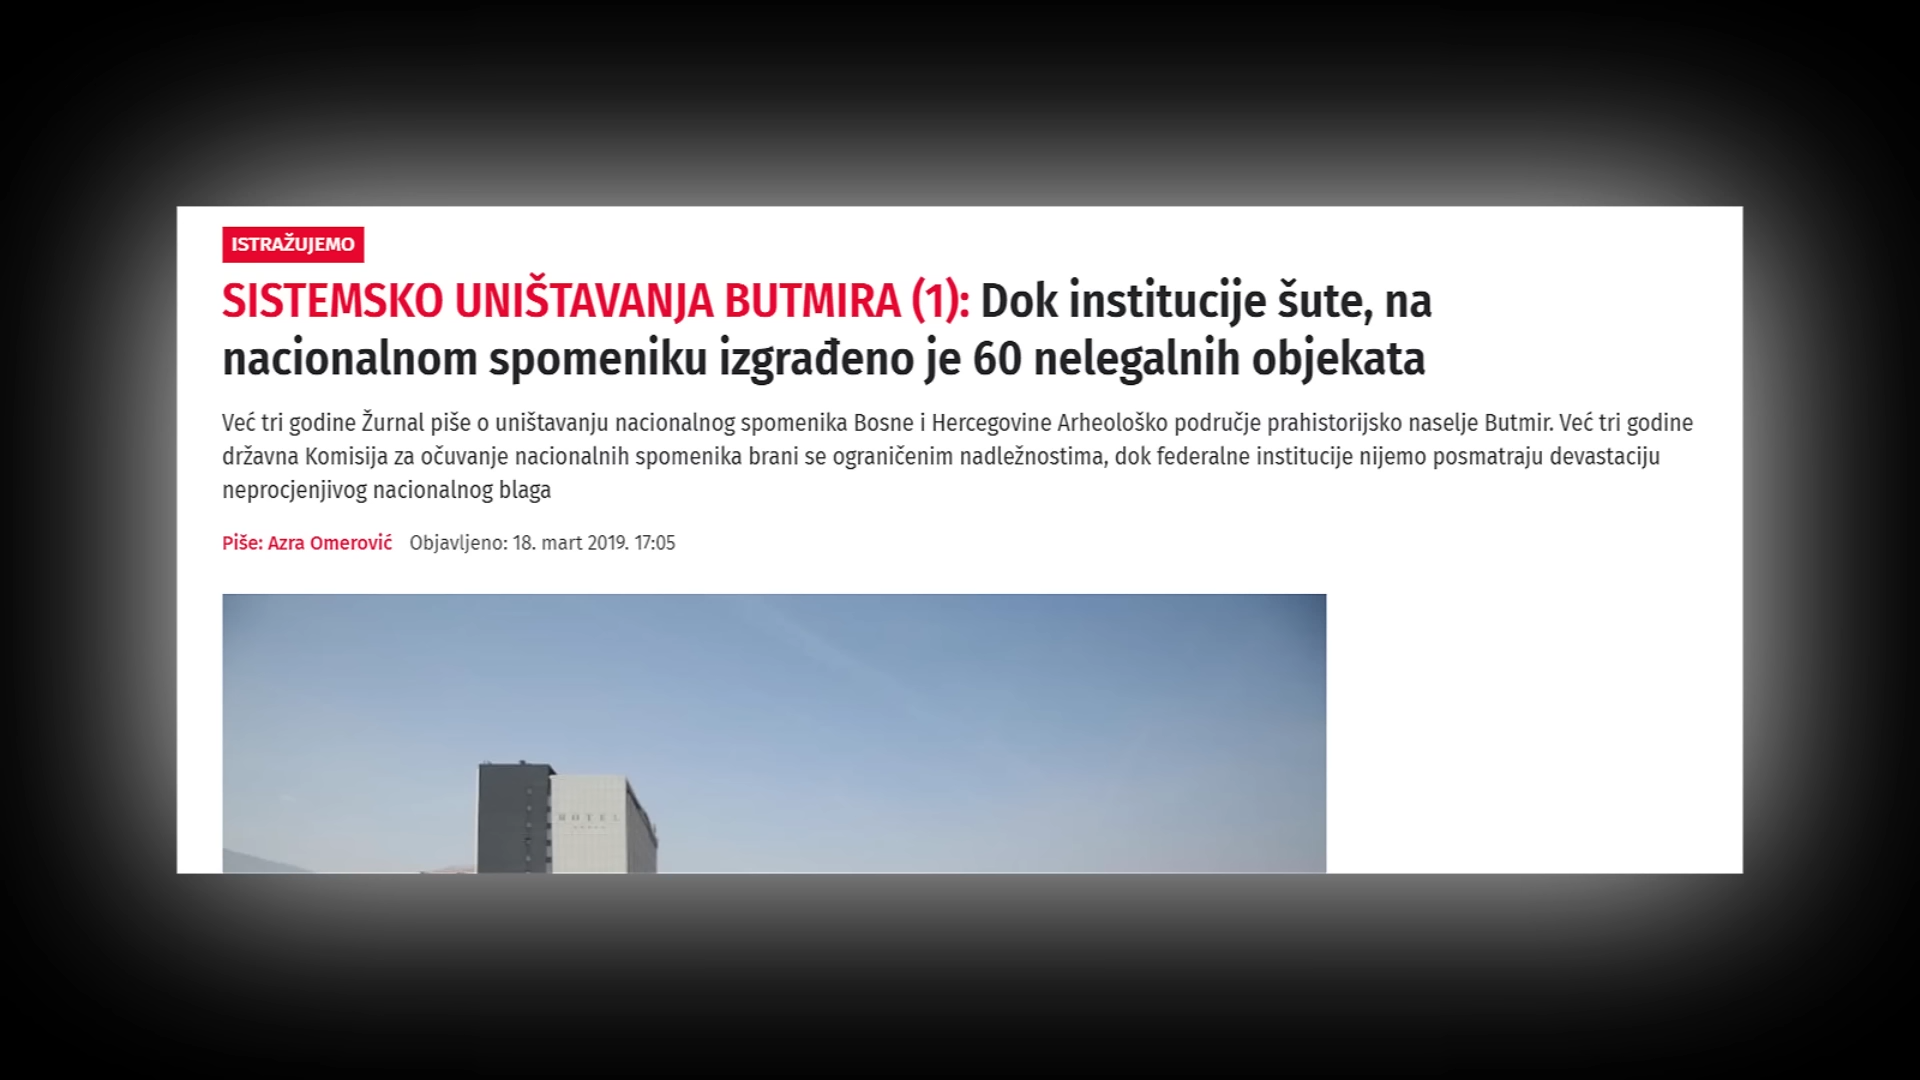 ISTRAŽUJEMO
SISTEMSKO UNIŠTAVANJA BUTMIRA (1): Dok institucije šute, na
nacionalnom spomeniku izgrađeno je 60 nelegalnih objekata
Već tri godine Žurnal piše o uništavanju nacionalnog spomenika Bosne i Hercegovine Arheološko područje prahistorijsko naselje Butmir. Već tri godine
državna Komisija za očuvanje nacionalnih spomenika brani se ograničenim nadležnostima, dok federalne institucije nijemo posmatraju devastaciju
neprocjenjivog nacionalnog blaga
Piše: Azra Omerović Objavljeno: 18. mart 2019. 17:05
HOTEL